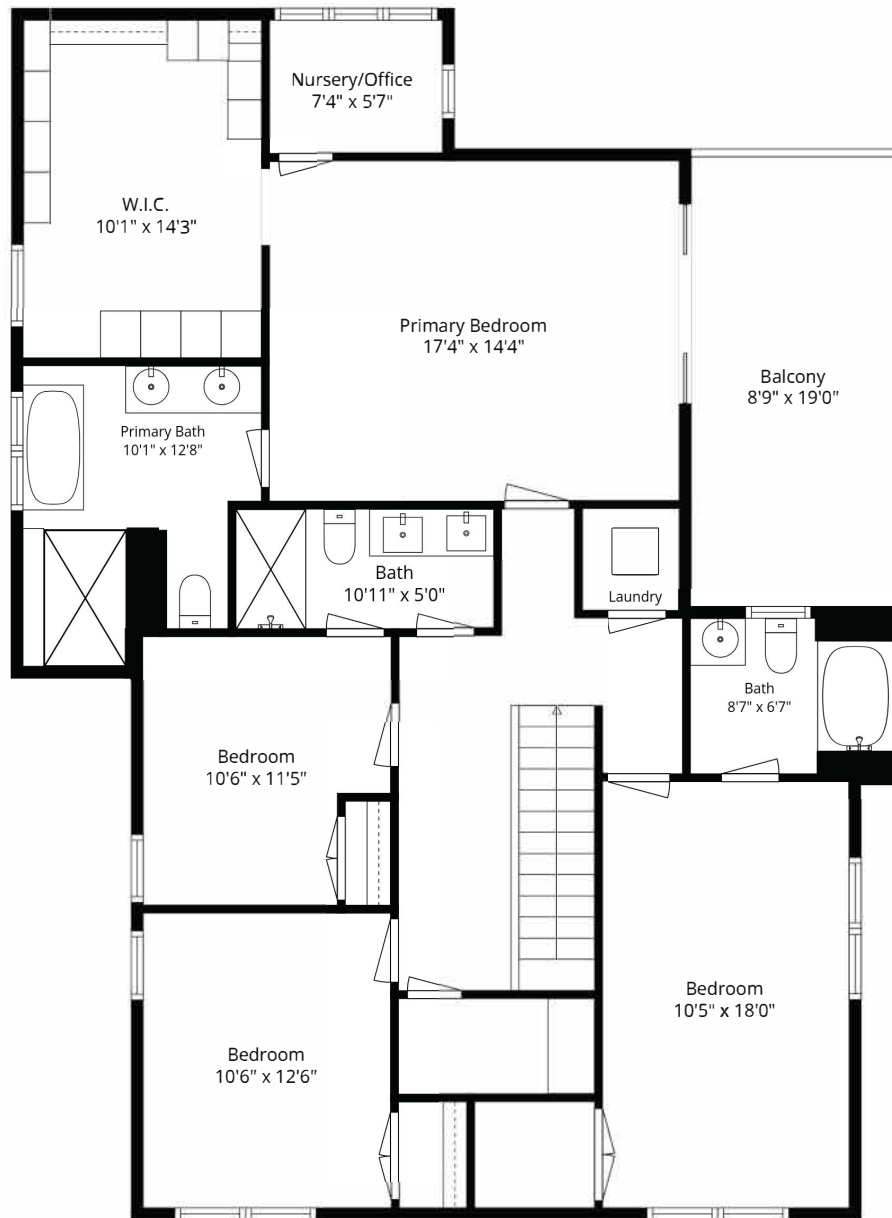 Nursery/Office
7'4" x 5'7"
W.I.C.
10'1" x 14'3"
Primary Bedroom
17'4" x 14'4"
Balcony
8'9" x 19'0"
Primary Bath
10'1" x 12'8"
Bath
10'11" x 5'0"
Laundry
Bath
8'7" x 6'7"
Bedroom
10'6" x 11'5"
Bedroom
10'5" x 18'0"
Bedroom
10'6" x 12'6"